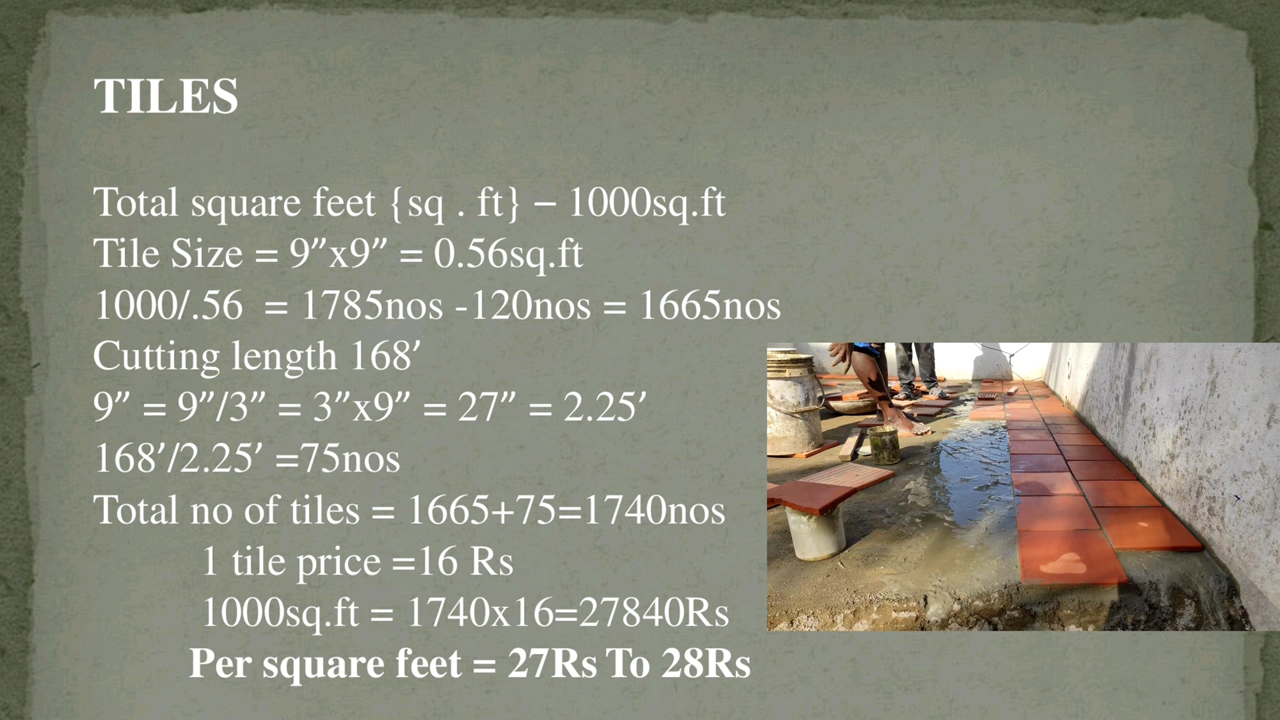 TILES
Total square feet {sq . ft} – 1000sq.ft
Tile Size = 9”x9” = 0.56sq.ft
1000/.56  = 1785nos -120nos = 1665nos
Cutting length 168’
9” = 9”/3” = 3”x9” = 27” = 2.25’
168’/2.25’ =75nos
Total no of tiles = 1665+75=1740nos
1 tile price =16 Rs
1000sq.ft = 1740x16=27840Rs
Per square feet = 27Rs To 28Rs